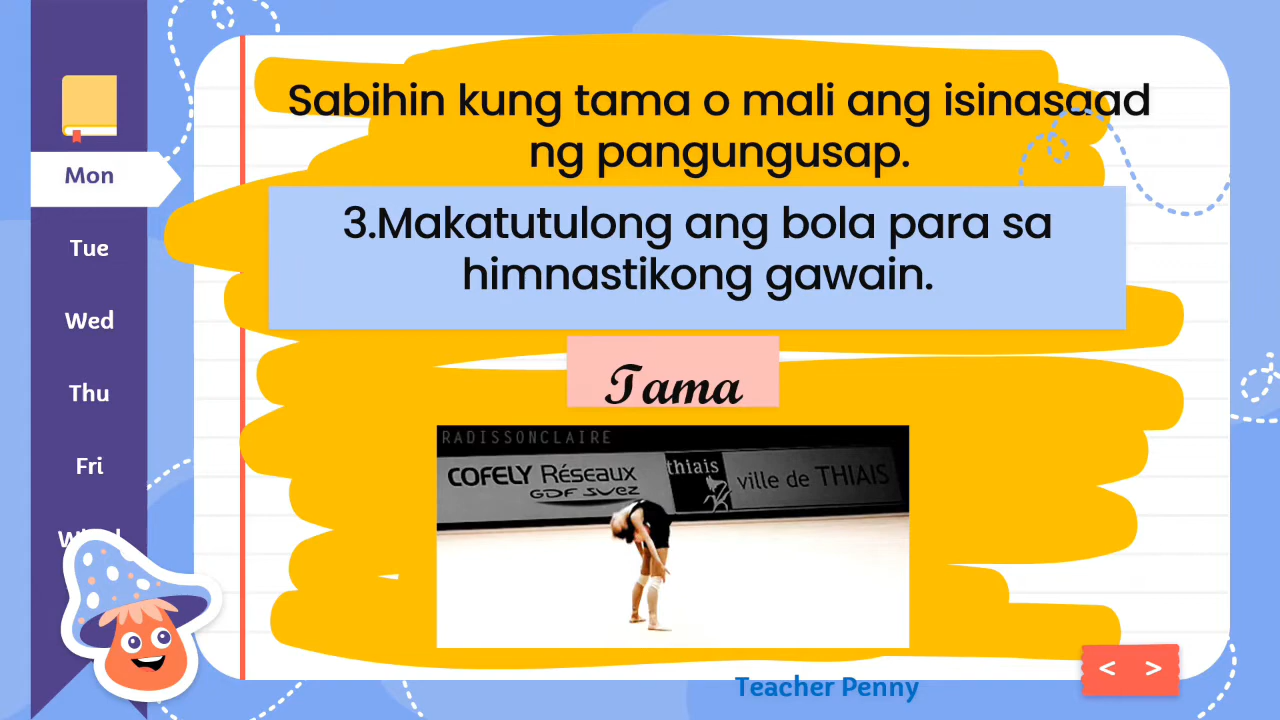 Sabihin kung tama o mali ang isinasaad
ng pangungusap.
Mon
3.Makatutulong ang bola para sa
himnastikong gawain.
Tue
Wed
Tama
Thu
RADISSONCLAIRE
COFELY Réseaux
GDF SUEZ
thiais
ville de THIAIS
Fri
< >
Teacher Penny